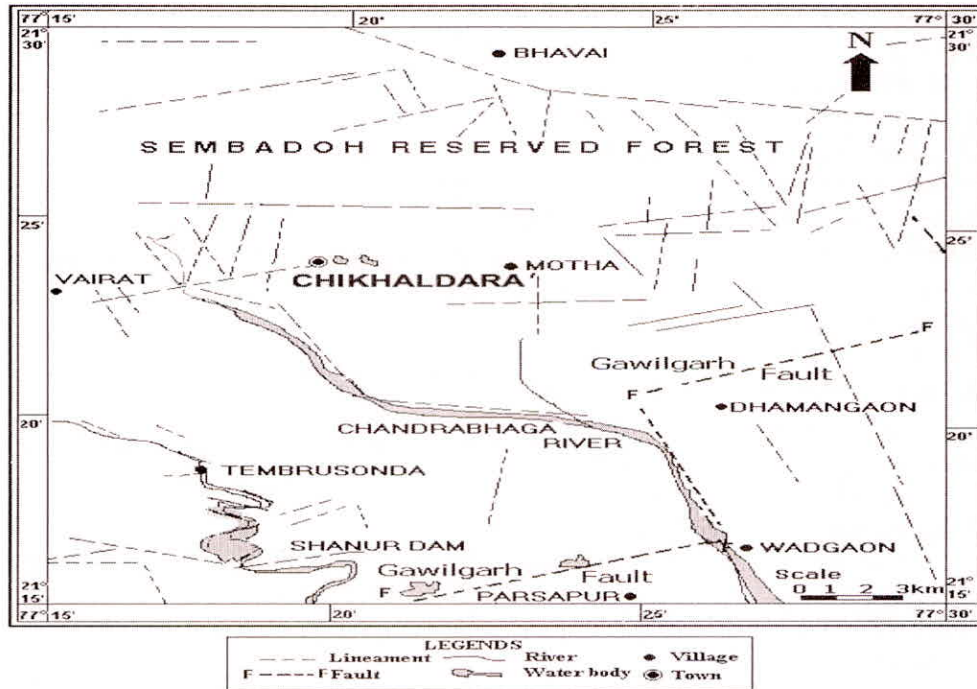 77° 15' 20' 25' 77° 30'
21° 30' 21° 30'
BHAVAI
N
SEMBADOH RESERVED FOREST
25' 25'
VAIRAT
CHIKHALDARA
MOTHA
F
Gawilgarh
Fault
F
DHAMANGAON
20' 20'
CHANDRABHAGA
RIVER
TEMBRUSONDA
SHANUR DAM
WADGAON
Gawilgarh Fault
Scale
F
PARSAPUR
0 1 2 3km
21° 15' 21° 15'
77° 15' 20' 25' 77° 30'
LEGENDS
Lineament River Village
F F Fault Water body Town